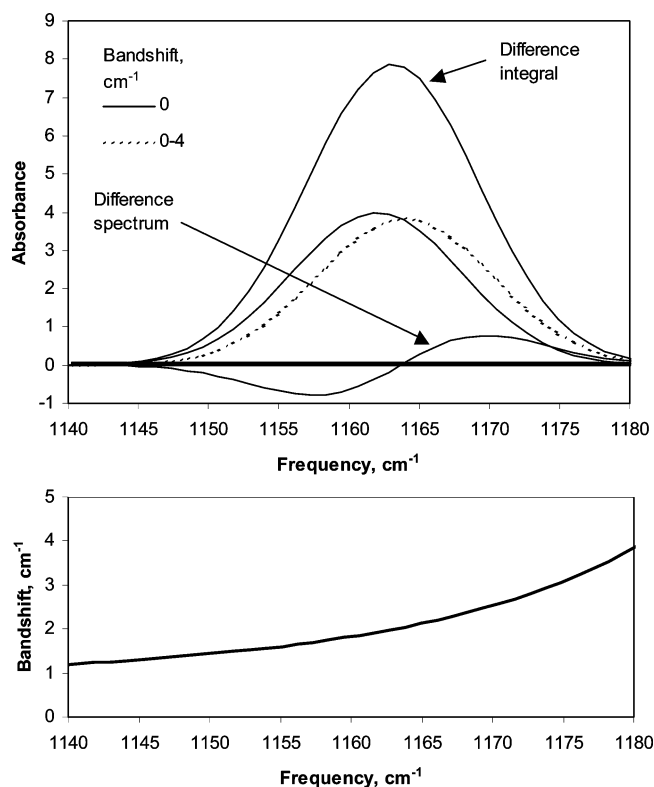 9
8
7
6
5
4
3
2
1
0
-1
Absorbance
Bandshift,
cm-1
0
0-4
Difference
integral
Difference
spectrum
1140 1145 1150 1155 1160 1165 1170 1175 1180
Frequency, cm-1
5
4
3
2
1
0
Bandshift, cm-1
1140 1145 1150 1155 1160 1165 1170 1175 1180
Frequency, cm-1